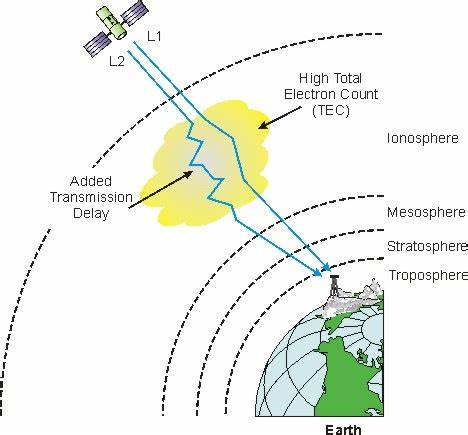 L1
L2
High Total
Electron Count
(TEC)
Ionosphere
Added
Transmission
Delay
Mesosphere
Stratosphere
Troposphere
Earth